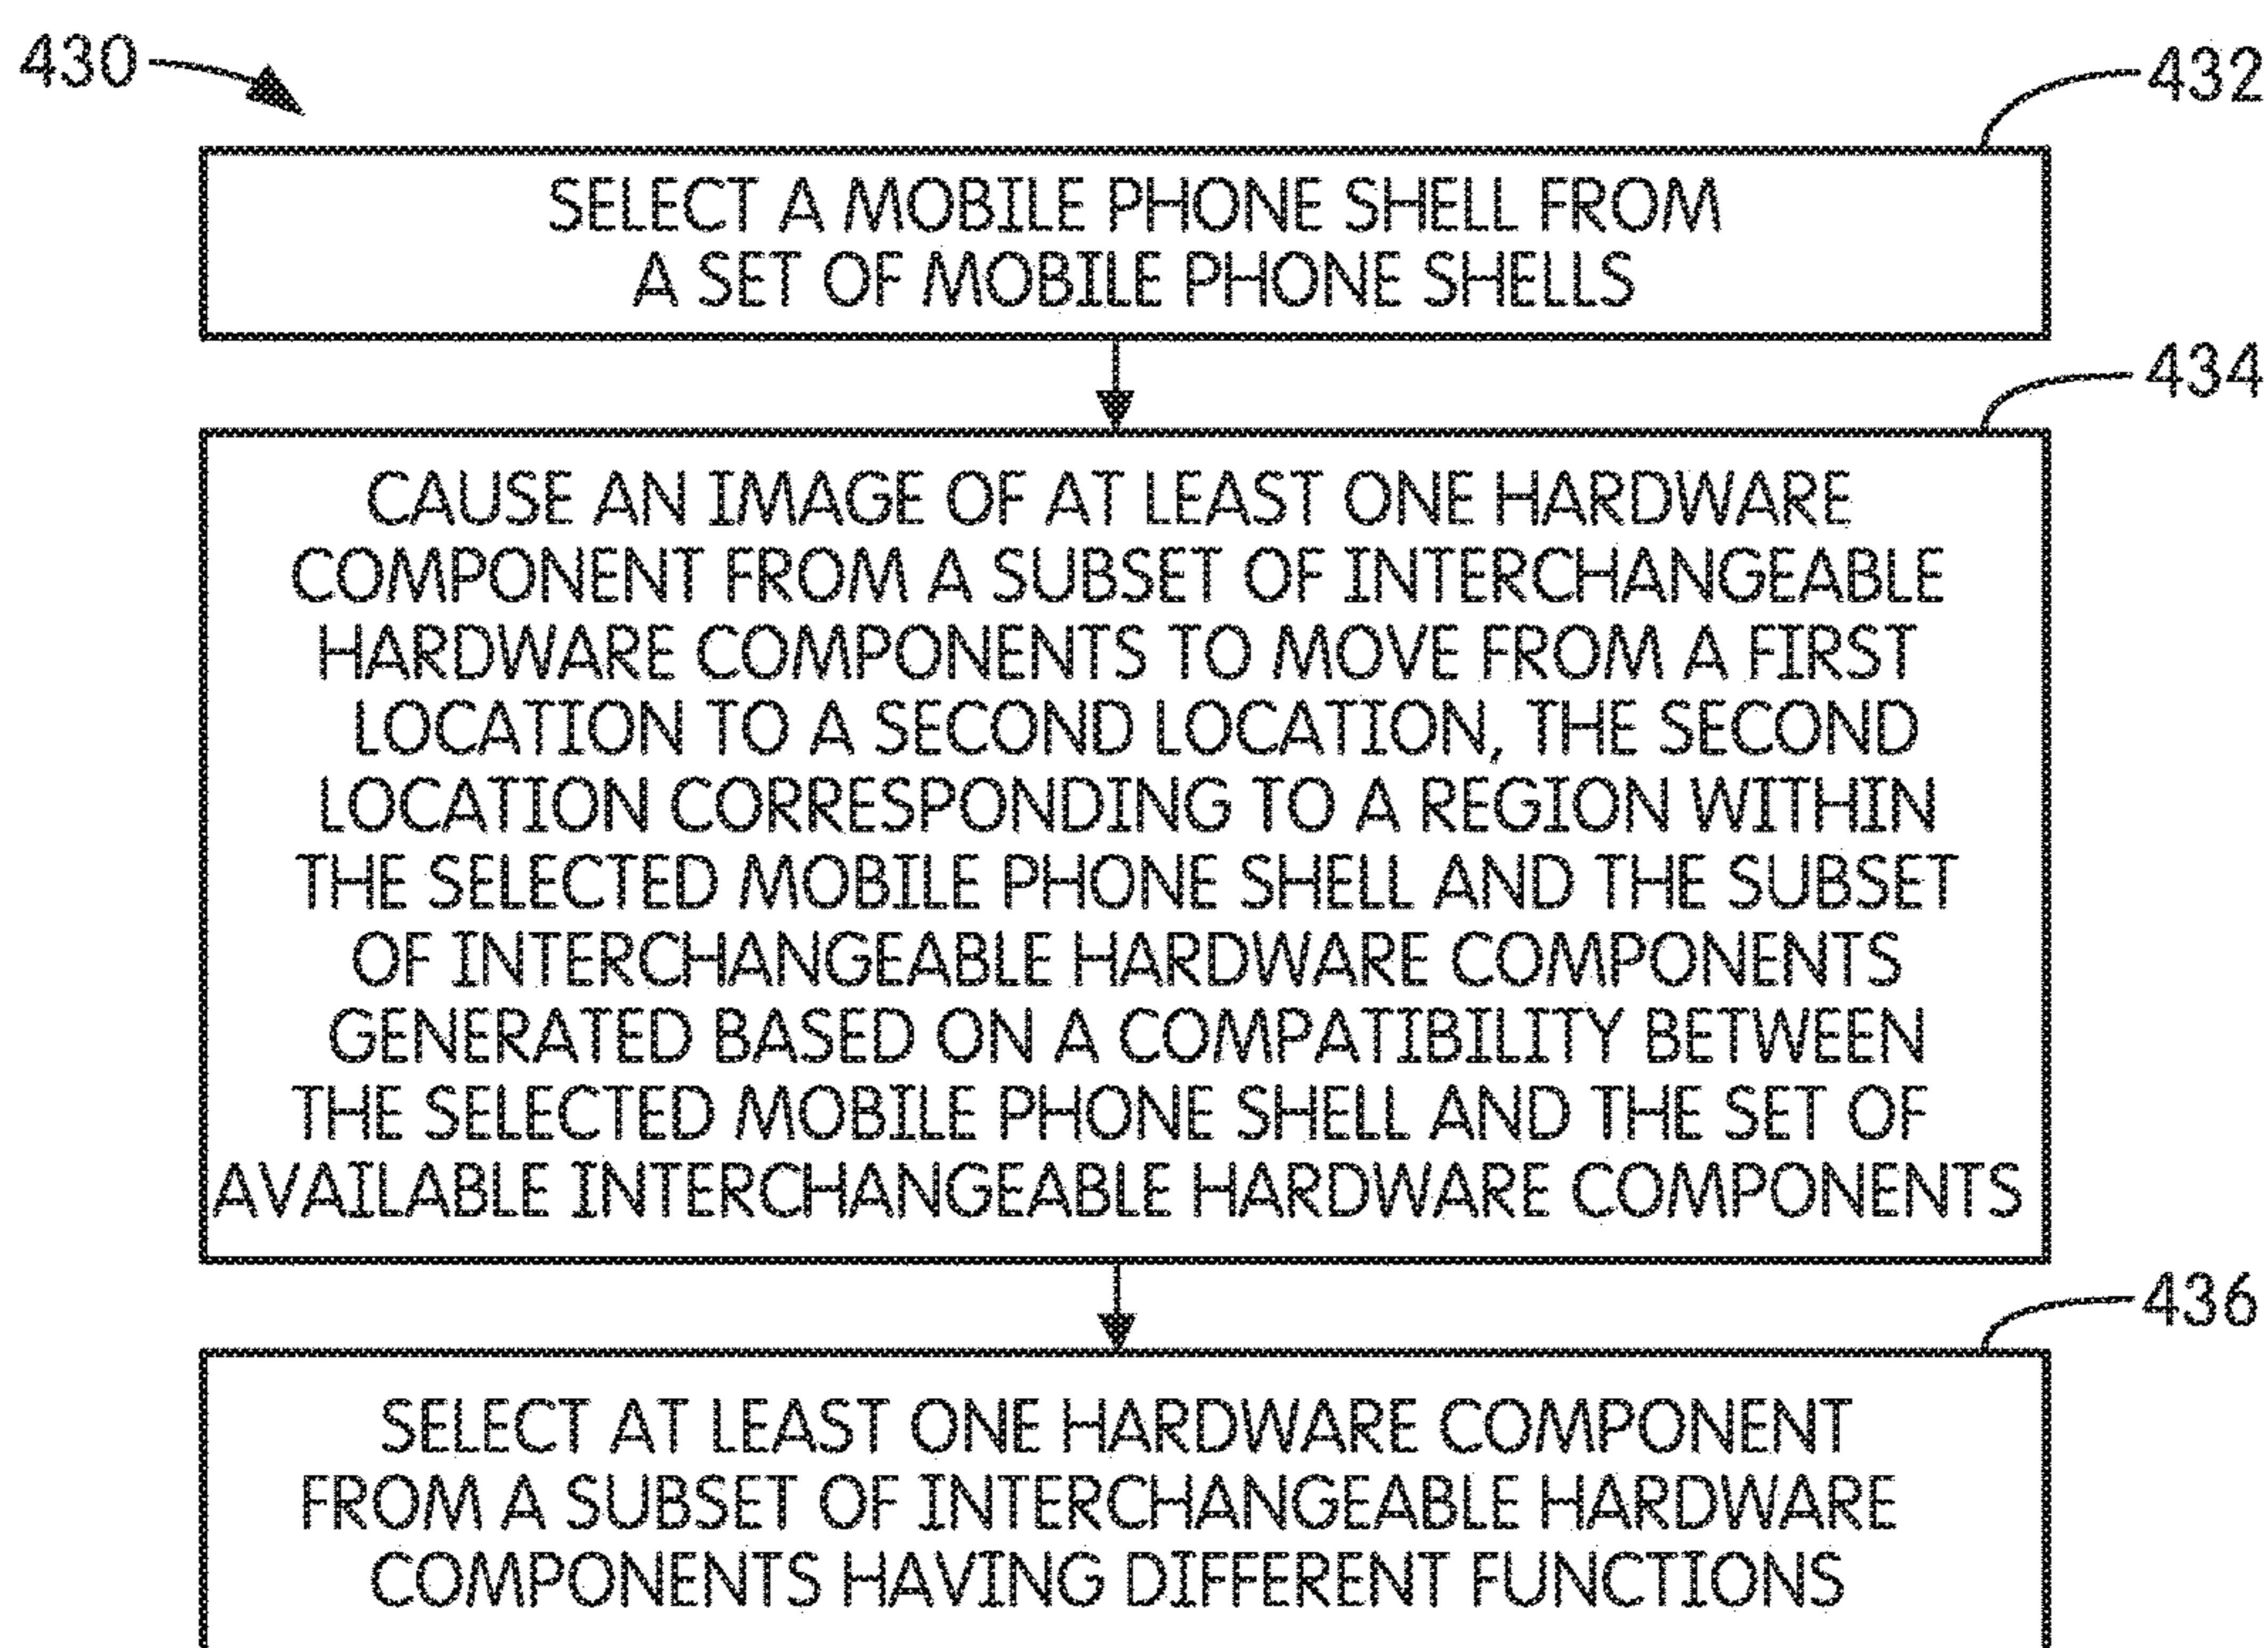 430
432
SELECT A MOBILE PHONE SHELL FROM
A SET OF MOBILE PHONE SHELLS
434
CAUSE AN IMAGE OF AT LEAST ONE HARDWARE
COMPONENT FROM A SUBSET OF INTERCHANGEABLE
HARDWARE COMPONENTS TO MOVE FROM A FIRST
LOCATION TO A SECOND LOCATION, THE SECOND
LOCATION CORRESPONDING TO A REGION WITHIN
THE SELECTED MOBILE PHONE SHELL AND THE SUBSET
OF INTERCHANGEABLE HARDWARE COMPONENTS
GENERATED BASED ON A COMPATIBILITY BETWEEN
THE SELECTED MOBILE PHONE SHELL AND THE SET OF
AVAILABLE INTERCHANGEABLE HARDWARE COMPONENTS
436
SELECT AT LEAST ONE HARDWARE COMPONENT
FROM A SUBSET OF INTERCHANGEABLE HARDWARE
COMPONENTS HAVING DIFFERENT FUNCTIONS